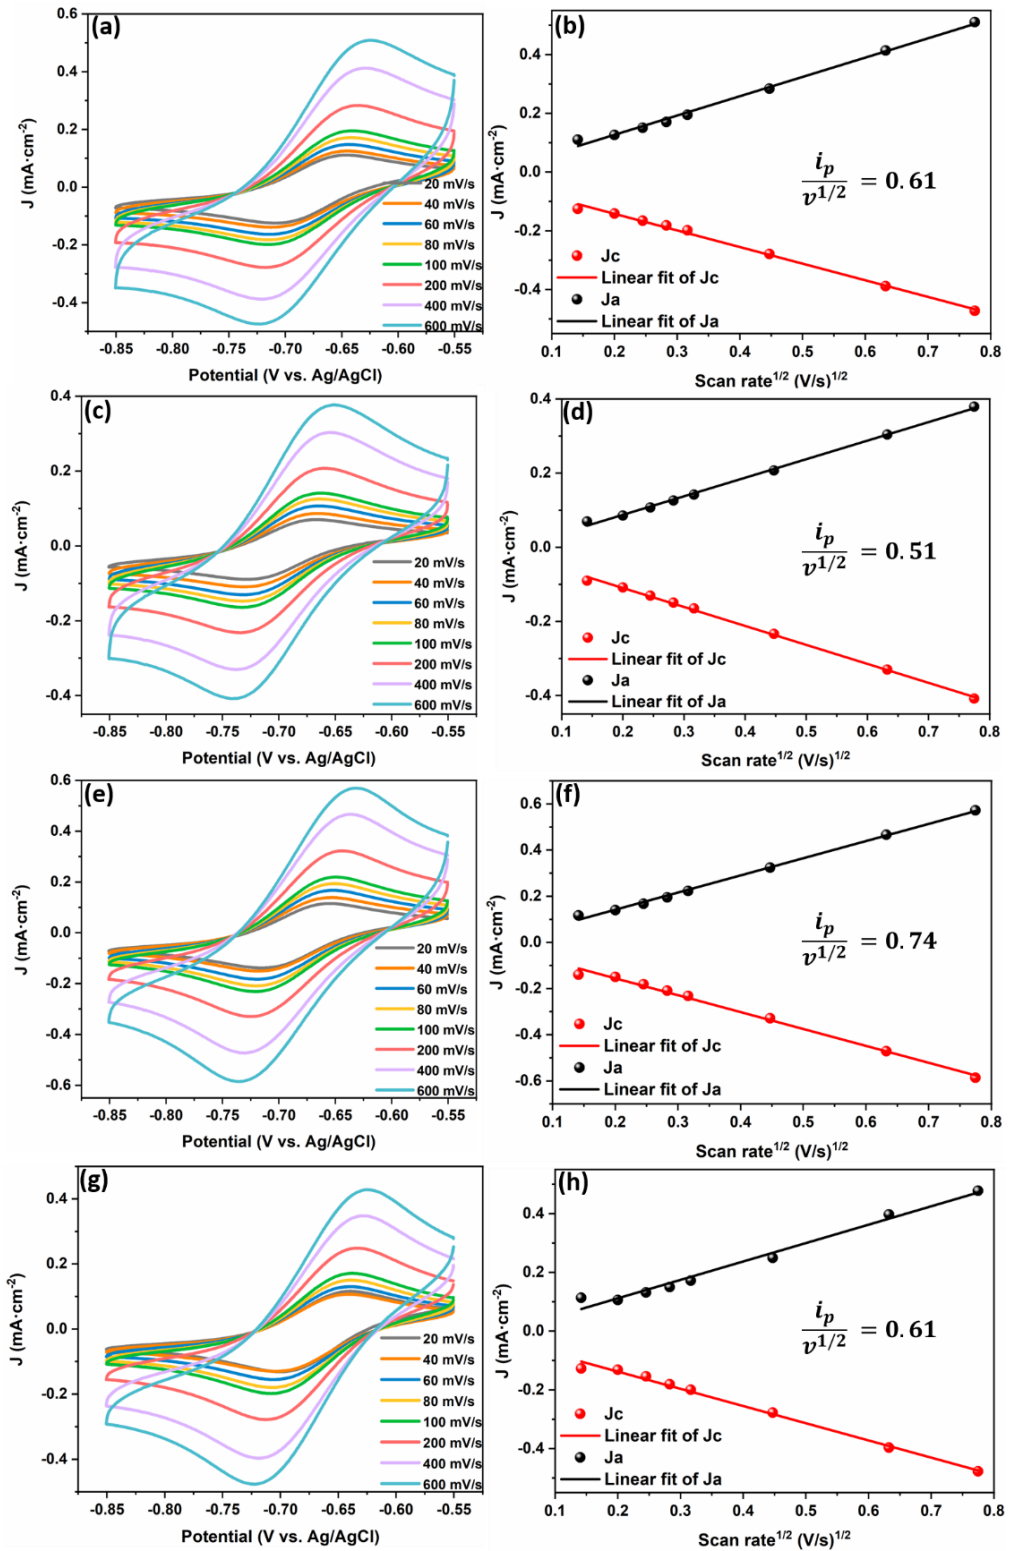 (a)
0.6
0.4
0.2
0.0
-0.2
-0.4
J (mA·cm-2)
20 mV/s
40 mV/s
60 mV/s
80 mV/s
100 mV/s
200 mV/s
400 mV/s
600 mV/s
-0.85 -0.80 -0.75 -0.70 -0.65 -0.60 -0.55
Potential (V vs. Ag/AgCl)
(b)
0.4
0.2
0.0
-0.2
-0.4
J (mA·cm-2)
ip/v1/2 = 0.61
Jc
Linear fit of Jc
Ja
Linear fit of Ja
0.1 0.2 0.3 0.4 0.5 0.6 0.7 0.8
Scan rate1/2 (V/s)1/2
(c)
0.4
0.2
0.0
-0.2
-0.4
J (mA·cm-2)
20 mV/s
40 mV/s
60 mV/s
80 mV/s
100 mV/s
200 mV/s
400 mV/s
600 mV/s
-0.85 -0.80 -0.75 -0.70 -0.65 -0.60 -0.55
Potential (V vs. Ag/AgCl)
(d)
0.4
0.2
0.0
-0.2
-0.4
J (mA·cm-2)
ip/v1/2 = 0.51
Jc
Linear fit of Jc
Ja
Linear fit of Ja
0.1 0.2 0.3 0.4 0.5 0.6 0.7 0.8
Scan rate1/2 (V/s)1/2
(e)
0.6
0.4
0.2
0.0
-0.2
-0.4
-0.6
J (mA·cm-2)
20 mV/s
40 mV/s
60 mV/s
80 mV/s
100 mV/s
200 mV/s
400 mV/s
600 mV/s
-0.85 -0.80 -0.75 -0.70 -0.65 -0.60 -0.55
Potential (V vs. Ag/AgCl)
(f)
0.6
0.4
0.2
0.0
-0.2
-0.4
-0.6
J (mA·cm-2)
ip/v1/2 = 0.74
Jc
Linear fit of Jc
Ja
Linear fit of Ja
0.1 0.2 0.3 0.4 0.5 0.6 0.7 0.8
Scan rate1/2 (V/s)1/2
(g)
0.4
0.2
0.0
-0.2
-0.4
J (mA·cm-2)
20 mV/s
40 mV/s
60 mV/s
80 mV/s
100 mV/s
200 mV/s
400 mV/s
600 mV/s
-0.85 -0.80 -0.75 -0.70 -0.65 -0.60 -0.55
Potential (V vs. Ag/AgCl)
(h)
0.4
0.2
0.0
-0.2
-0.4
J (mA·cm-2)
ip/v1/2 = 0.61
Jc
Linear fit of Jc
Ja
Linear fit of Ja
0.1 0.2 0.3 0.4 0.5 0.6 0.7 0.8
Scan rate1/2 (V/s)1/2